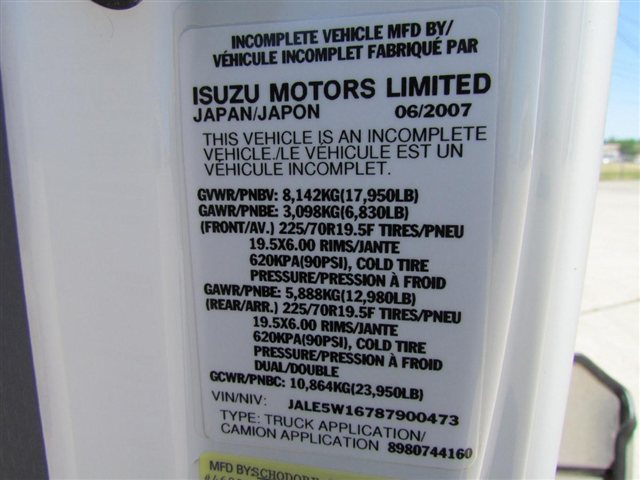 INCOMPLETE VEHICLE MFD BY/
VÉHICULE INCOMPLET FABRIQUÉ PAR
ISUZU MOTORS LIMITED
JAPAN/JAPON 06/2007
THIS VEHICLE IS AN INCOMPLETE
VEHICLE./LE VÉHICULE EST UN
VÉHICULE INCOMPLET.
GVWR/PNBV: 8,142KG(17,950LB)
GAWR/PNBE: 3,098KG(6,830LB)
(FRONT/AV.) 225/70R19.5F TIRES/PNEU
19.5X6.00 RIMS/JANTE
620KPA(90PSI), COLD TIRE
PRESSURE/PRESSION À FROID
GAWR/PNBE: 5,888KG(12,980LB)
(REAR/ARR.) 225/70R19.5F TIRES/PNEU
19.5X6.00 RIMS/JANTE
620KPA(90PSI), COLD TIRE
PRESSURE/PRESSION À FROID
DUAL/DOUBLE
GCWR/PNBC: 10,864KG(23,950LB)
VIN/NIV: JALE5W16787900473
TYPE: TRUCK APPLICATION/
CAMION APPLICATION 8980744160
MFD BY: